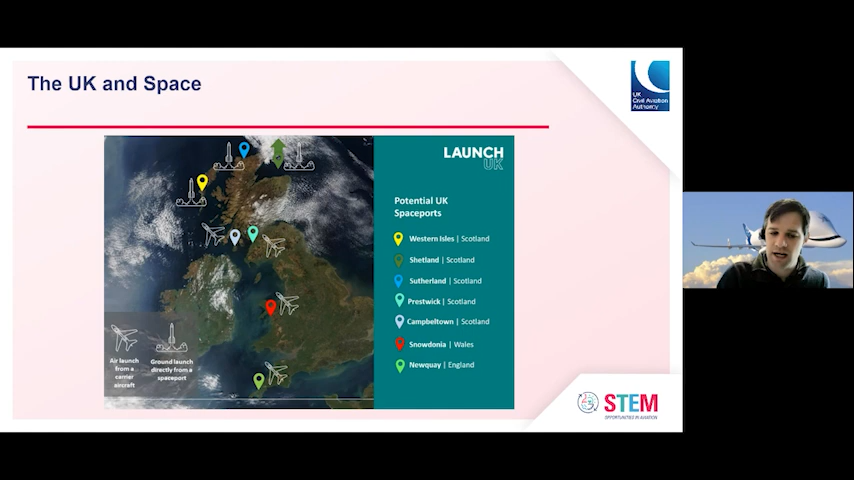 The UK and Space
UK
Civil Aviation
Authority
LAUNCH
UK
Potential UK
Spaceports
Western Isles | Scotland
Shetland | Scotland
Sutherland | Scotland
Prestwick | Scotland
Campbeltown | Scotland
Snowdonia | Wales
Newquay | England
Air launch
from a
carrier
aircraft
Ground launch
directly from a
spaceport
STEM
OPPORTUNITIES IN AVIATION